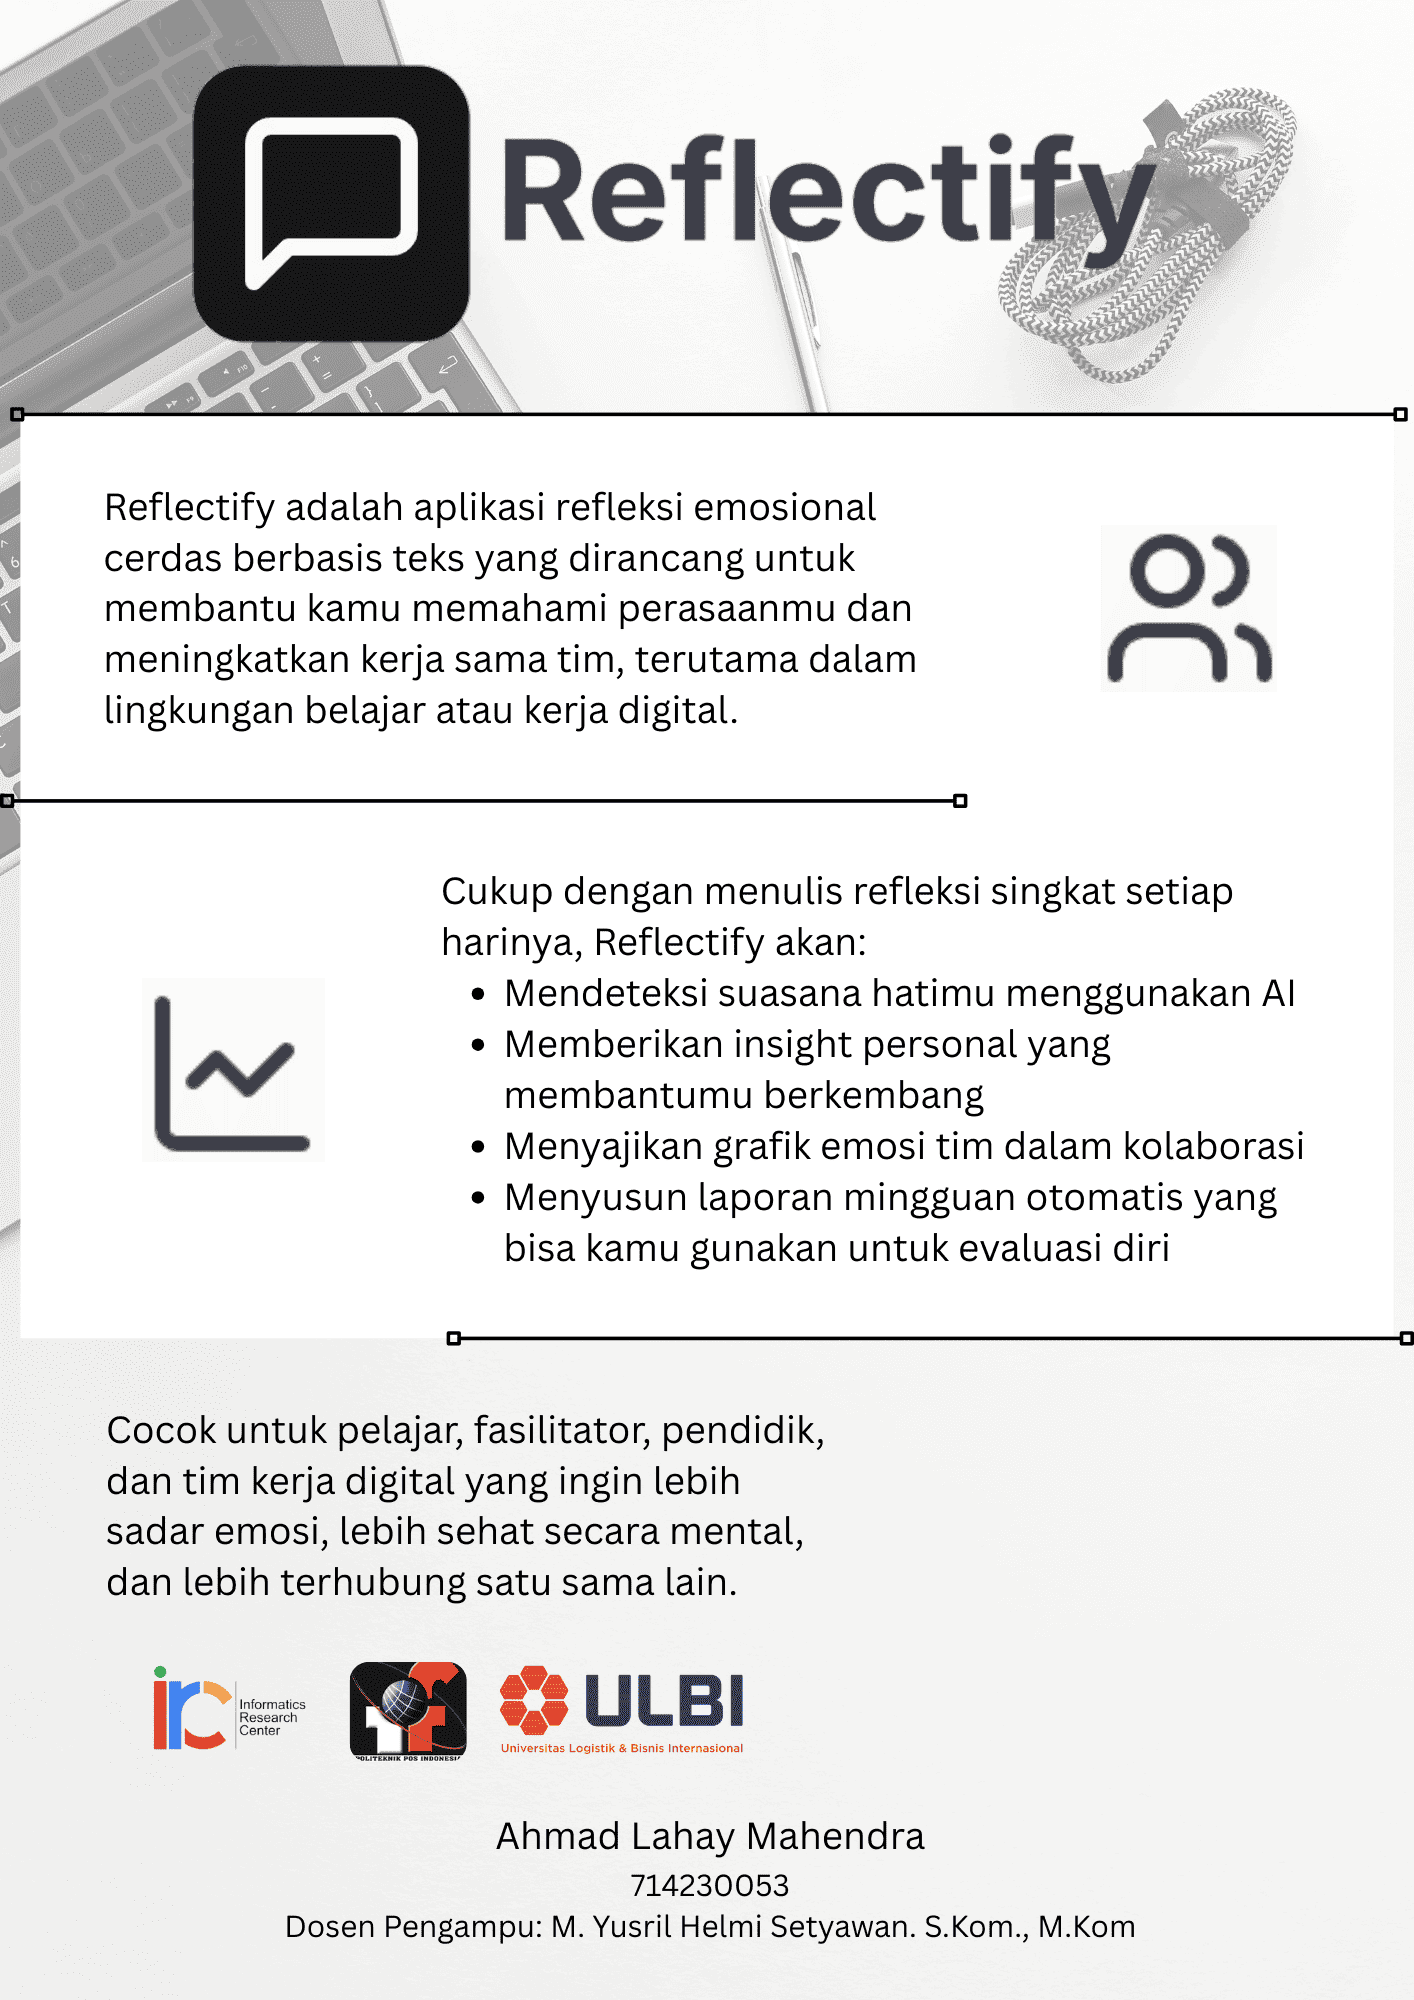 Reflectify
Reflectify adalah aplikasi refleksi emosional
cerdas berbasis teks yang dirancang untuk
membantu kamu memahami perasaanmu dan
meningkatkan kerja sama tim, terutama dalam
lingkungan belajar atau kerja digital.
Cukup dengan menulis refleksi singkat setiap
harinya, Reflectify akan:
• Mendeteksi suasana hatimu menggunakan AI
• Memberikan insight personal yang
membantumu berkembang
• Menyajikan grafik emosi tim dalam kolaborasi
• Menyusun laporan mingguan otomatis yang
bisa kamu gunakan untuk evaluasi diri
Cocok untuk pelajar, fasilitator, pendidik,
dan tim kerja digital yang ingin lebih
sadar emosi, lebih sehat secara mental,
dan lebih terhubung satu sama lain.
irc
Informatics
Research
Center
POLITEKNIK POS INDONESIA
ULBI
Universitas Logistik & Bisnis Internasional
Ahmad Lahay Mahendra
714230053
Dosen Pengampu: M. Yusril Helmi Setyawan. S.Kom., M.Kom